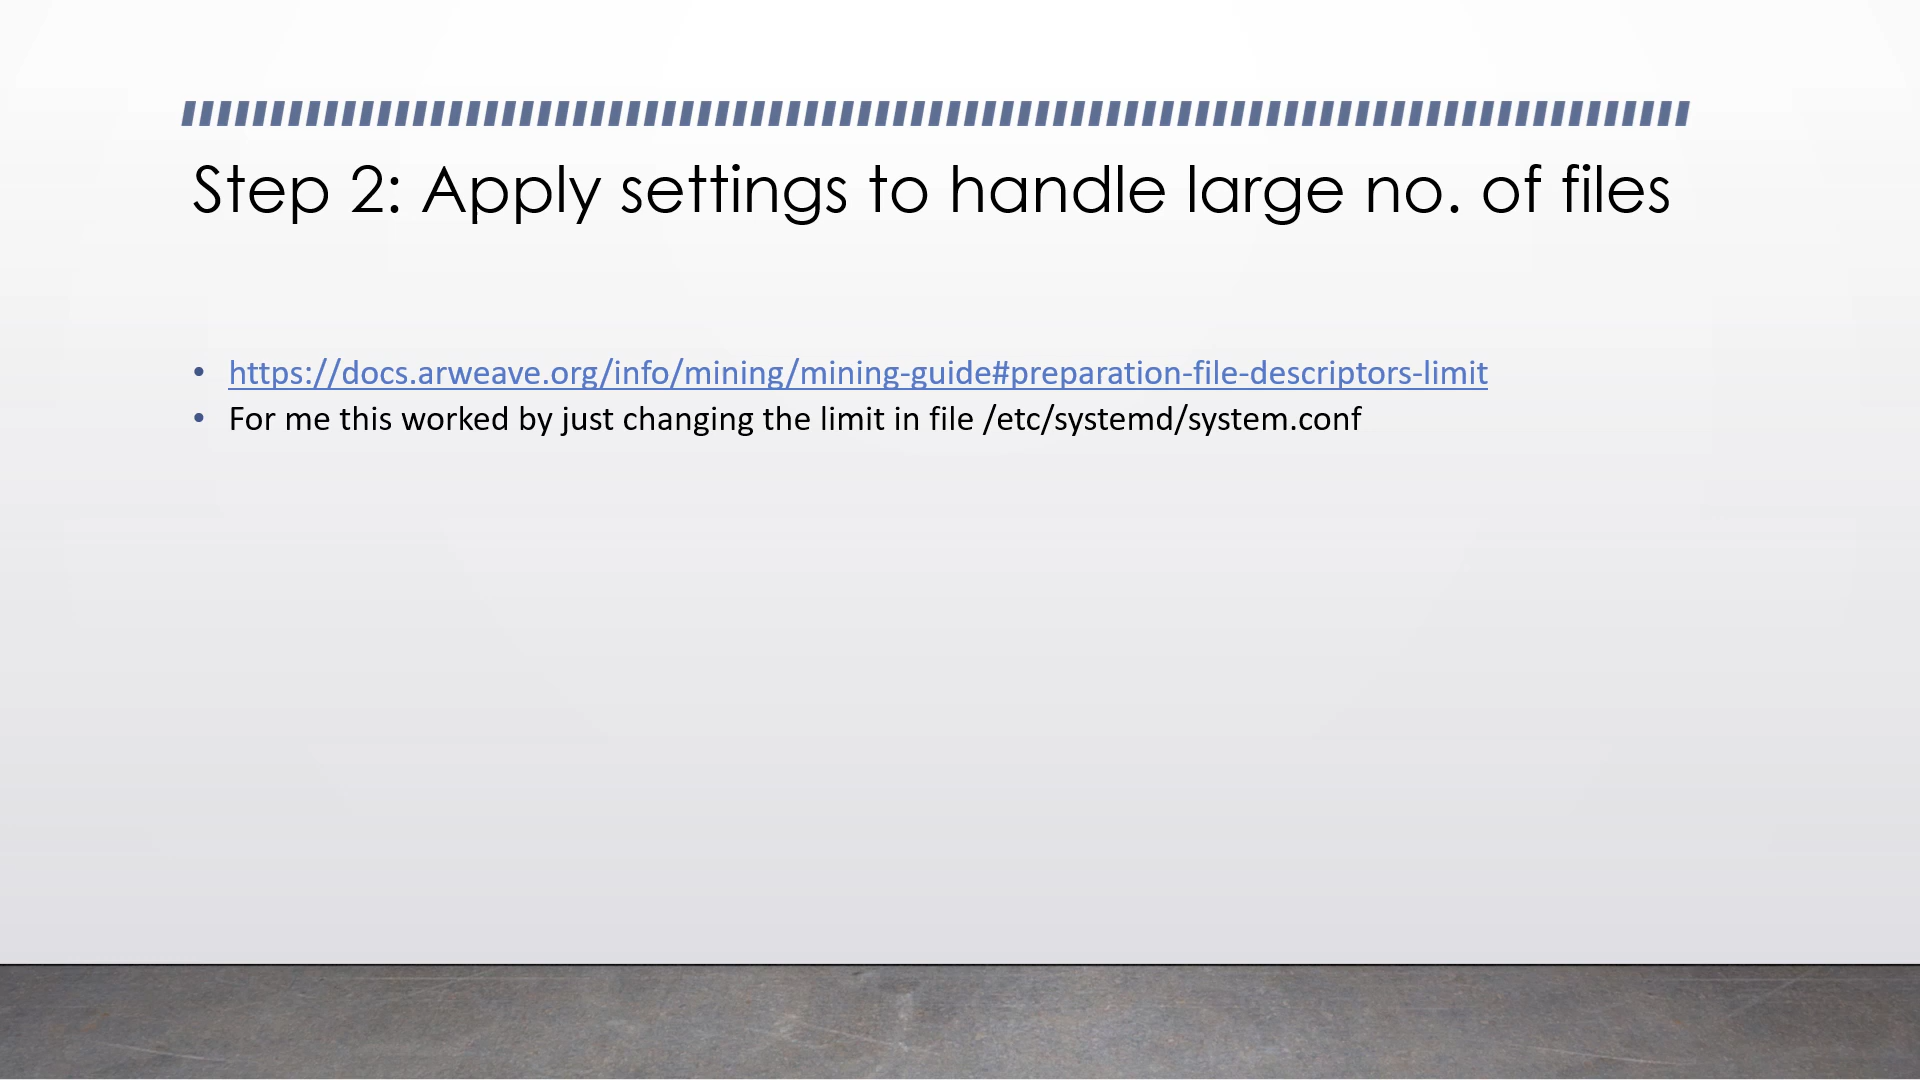 Step 2: Apply settings to handle large no. of files
• https://docs.arweave.org/info/mining/mining-guide#preparation-file-descriptors-limit
• For me this worked by just changing the limit in file /etc/systemd/system.conf